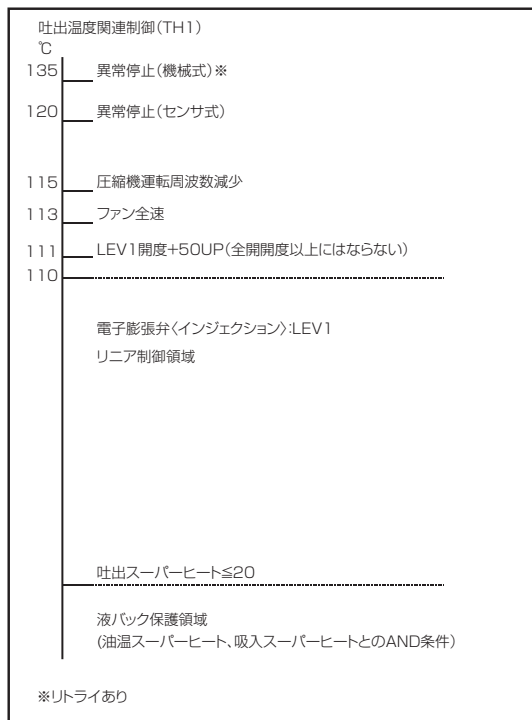 吐出温度関連制御(TH1)
℃
135 異常停止(機械式)※
120 異常停止(センサ式)
115 圧縮機運転周波数減少
113 ファン全速
111 LEV1開度+50UP(全開開度以上にはならない)
110
電子膨張弁〈インジェクション〉:LEV1
リニア制御領域
吐出スーパーヒート≦20
液バック保護領域
(油温スーパーヒート、吸入スーパーヒートとのAND条件)
※リトライあり